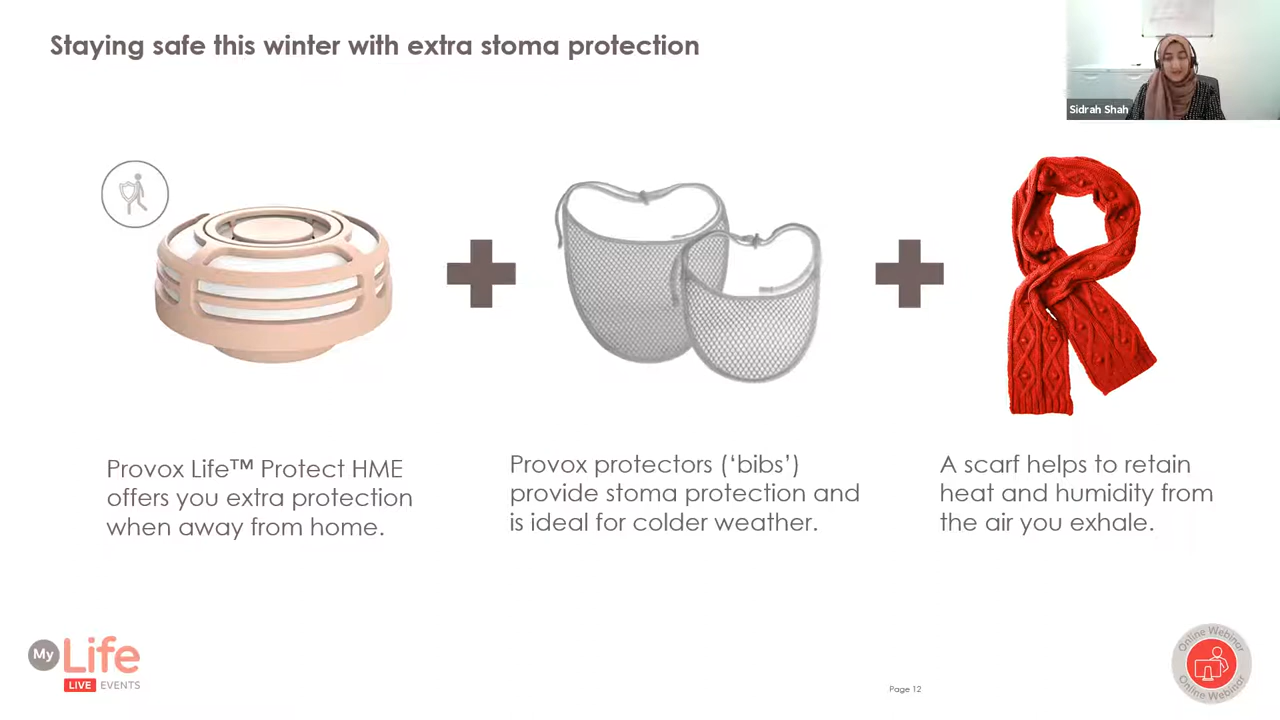 Staying safe this winter with extra stoma protection
Sidrah Shah
Provox Life™ Protect HME
offers you extra protection
when away from home.
Provox protectors (‘bibs’)
provide stoma protection and
is ideal for colder weather.
A scarf helps to retain
heat and humidity from
the air you exhale.
My Life
LIVE EVENTS
Page 12
Online Webinar
Online Webinar